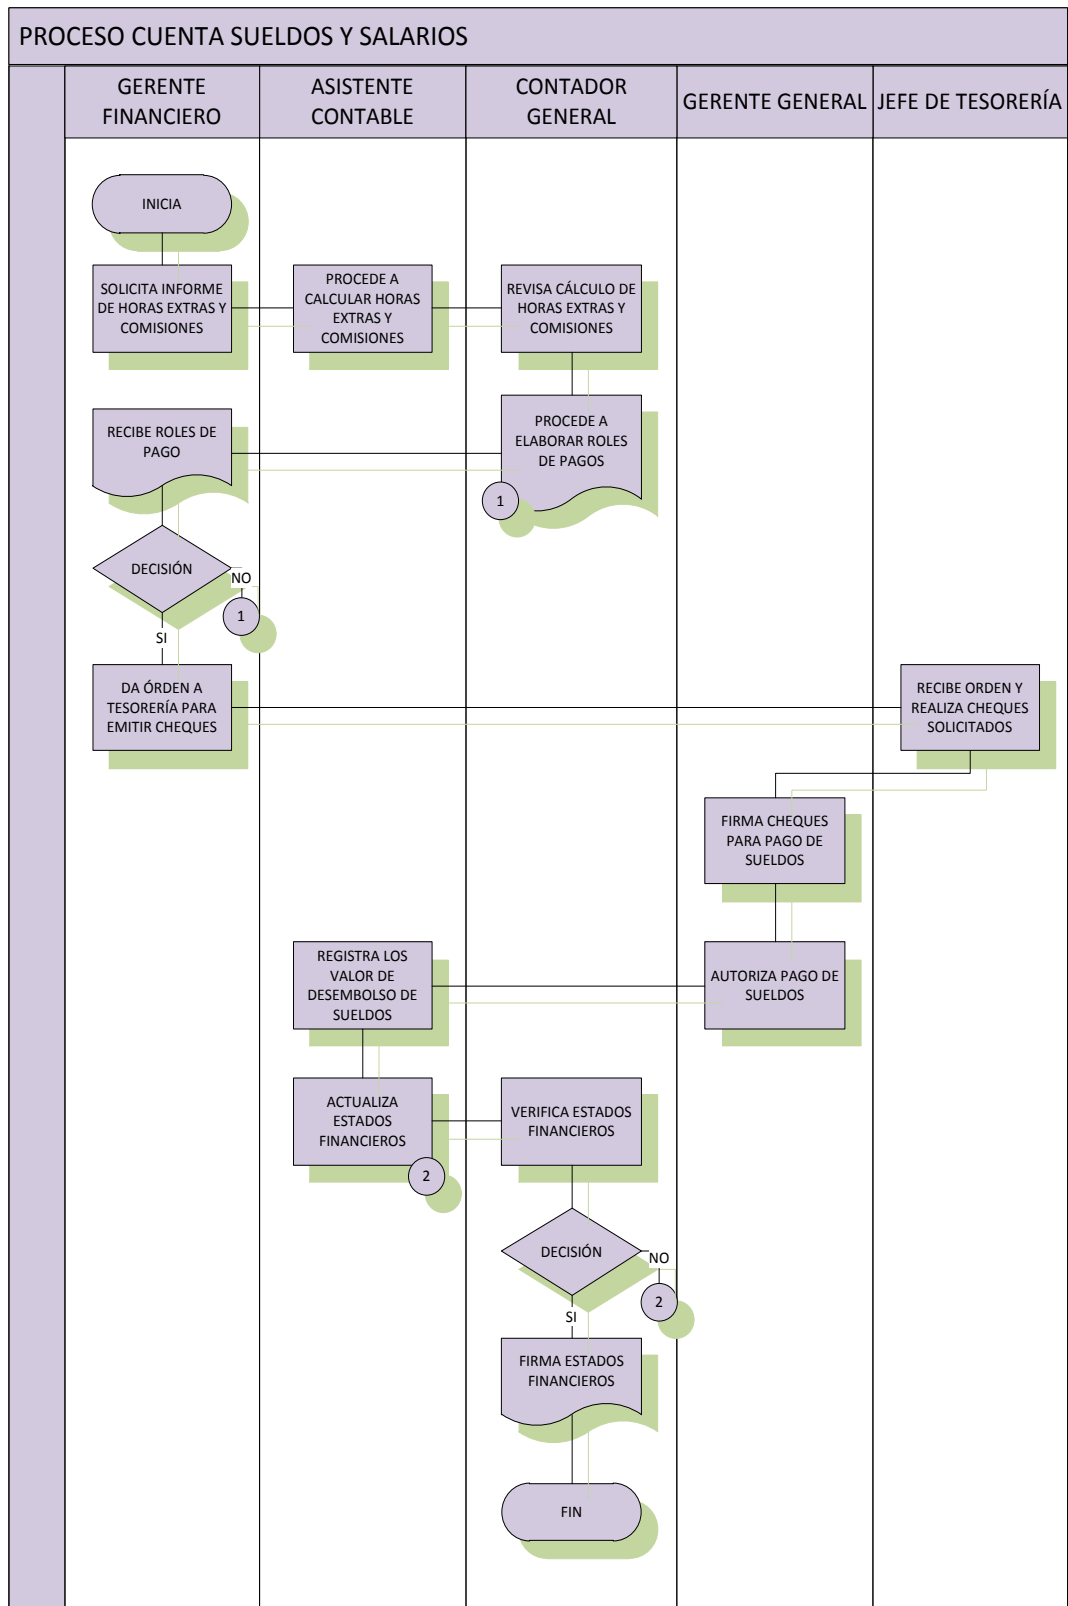 PROCESO CUENTA SUELDOS Y SALARIOS
GERENTE
FINANCIERO
ASISTENTE
CONTABLE
CONTADOR
GENERAL
GERENTE GENERAL
JEFE DE TESORERÍA
INICIA
SOLICITA INFORME
DE HORAS EXTRAS Y
COMISIONES
PROCEDE A
CALCULAR HORAS
EXTRAS Y
COMISIONES
REVISA CÁLCULO DE
HORAS EXTRAS Y
COMISIONES
RECIBE ROLES DE
PAGO
PROCEDE A
ELABORAR ROLES
DE PAGOS
1
DECISIÓN
NO
1
SI
DA ÓRDEN A
TESORERÍA PARA
EMITIR CHEQUES
RECIBE ORDEN Y
REALIZA CHEQUES
SOLICITADOS
FIRMA CHEQUES
PARA PAGO DE
SUELDOS
REGISTRA LOS
VALOR DE
DESEMBOLSO DE
SUELDOS
AUTORIZA PAGO DE
SUELDOS
ACTUALIZA
ESTADOS
FINANCIEROS
2
VERIFICA ESTADOS
FINANCIEROS
DECISIÓN
NO
2
SI
FIRMA ESTADOS
FINANCIEROS
FIN